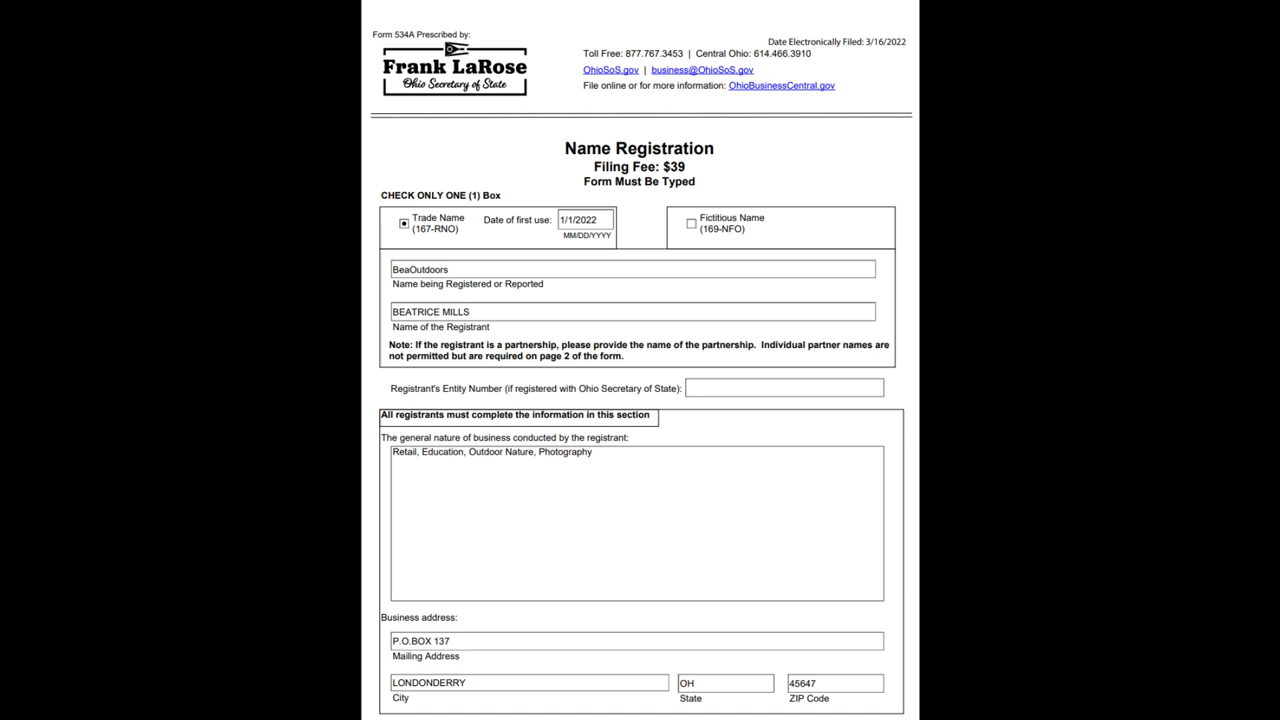 Form 534A Prescribed by:
Date Electronically Filed: 3/16/2022
Frank LaRose
Ohio Secretary of State
Toll Free: 877.767.3453 | Central Ohio: 614.466.3910
OhioSoS.gov | business@OhioSoS.gov
File online or for more information: OhioBusinessCentral.gov
Name Registration
Filing Fee: $39
Form Must Be Typed
CHECK ONLY ONE (1) Box
Trade Name
(167-RNO)
Date of first use: 1/1/2022
MM/DD/YYYY
Fictitious Name
(169-NFO)
BeaOutdoors
Name being Registered or Reported
BEATRICE MILLS
Name of the Registrant
Note: If the registrant is a partnership, please provide the name of the partnership. Individual partner names are
not permitted but are required on page 2 of the form.
Registrant's Entity Number (if registered with Ohio Secretary of State):
All registrants must complete the information in this section
The general nature of business conducted by the registrant:
Retail, Education, Outdoor Nature, Photography
Business address:
P.O.BOX 137
Mailing Address
LONDONDERRY OH 45647
City State ZIP Code